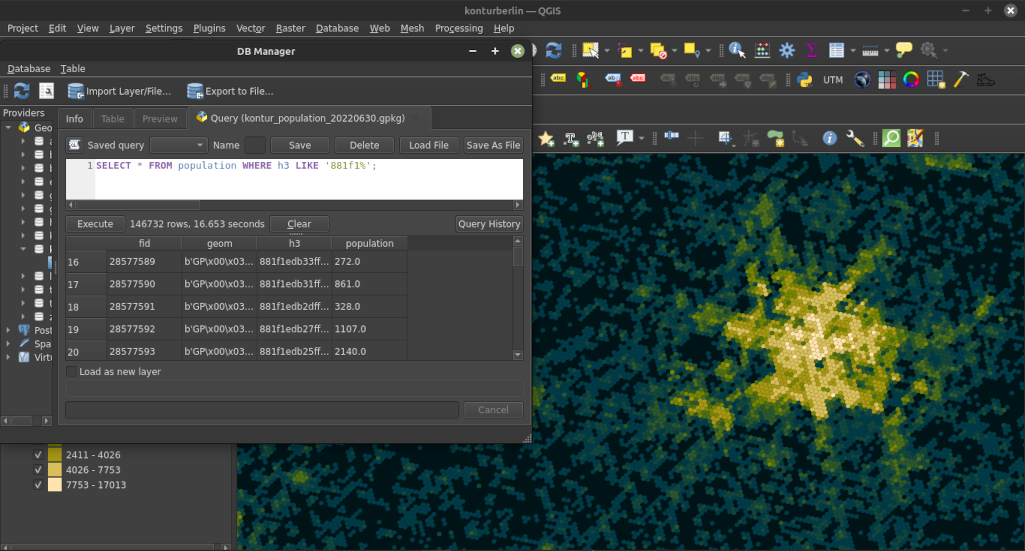 konturberlin — QGIS
Project Edit View Layer Settings Plugins Vector Raster Database Web Mesh Processing Help
DB Manager
Database Table
Import Layer/File... Export to File...
abc abc abc abc UTM
Providers
Info Table Preview Query (kontur_population_20220630.gpkg)
Geo
Saved query Name Save Delete Load File Save As File
1 SELECT * FROM population WHERE h3 LIKE '881f1%';
Execute 146732 rows, 16.653 seconds Clear Query History
fid geom h3 population
16 28577589 b'GP\x00\x03... 881f1edb33ff... 272.0
17 28577590 b'GP\x00\x03... 881f1edb31ff... 861.0
18 28577591 b'GP\x00\x03... 881f1edb2dff... 328.0
19 28577592 b'GP\x00\x03... 881f1edb27ff... 1107.0
20 28577593 b'GP\x00\x03... 881f1edb25ff... 2140.0
Post
Spa
Virtu
Load as new layer
Cancel
2411 - 4026
4026 - 7753
7753 - 17013